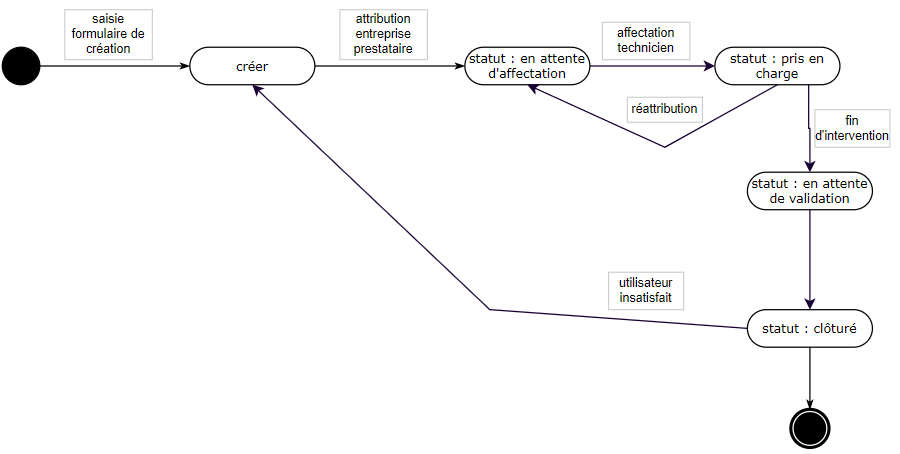 saisie
formulaire de
création
créer
attribution
entreprise
prestataire
statut : en attente
d'affectation
affectation
technicien
statut : pris en
charge
réattribution
fin
d'intervention
statut : en attente
de validation
utilisateur
insatisfait
statut : clôturé